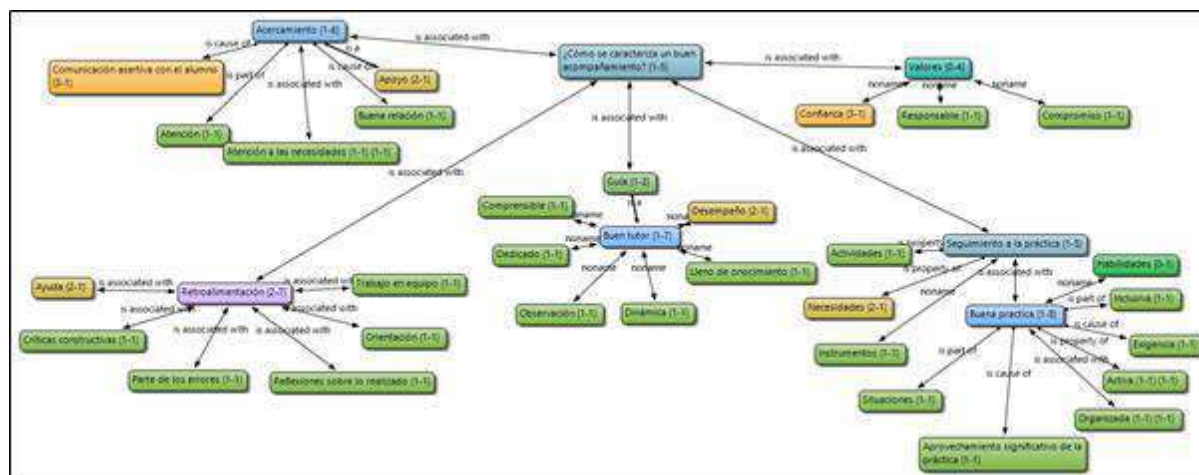 Acercamiento {1-6}
is associated with
¿Cómo se caracteriza un buen
acompañamiento? {1-5}
is associated with
Valores {0-4}
is cause of
is a
Comunicación asertiva con el alumno
{3-1}
is part of
is cause of
is associated with
Apoyo {2-1}
Buena relación {1-1}
Atención {1-1}
Atención a las necesidades {1-1} {1-1}
noname
noname
noname
Confianza {3-1}
Responsable {1-1}
Compromiso {1-1}
is associated with
is associated with
is associated with
Guía {1-2}
is a
Comprensible {1-1}
noname
Desempeño {2-1}
Buen tutor {1-7}
Dedicado {1-1}
noname
noname
Lleno de
noname
noname
Observación {1-1}
Dinámica {1-1}
Seguimiento a la práctica {1-5}
Actividades {1-1}
is property of
is associated with
noname
Necesidades {2-1}
Instrumentos {1-1}
Habilidades {0-1}
noname
is part of
Inclusiva {1-1}
Buena practica {1-8}
is cause of
Exigencia {1-1}
is property of
is associated with
Activa {1-1} {1-1}
is part of
is cause of
Situaciones {1-1}
Organizada {1-1} {1-1}
Aprovechamiento significativo de la
práctica {1-1}
Ayuda {2-1}
is associated with
Retroalimentación {2-7}
is associated with
Trabajo en equipo {1-1}
is associated with
is associated with
is associated with
is associated with
Críticas constructivas {1-1}
Orientación {1-1}
Parte de los errores {1-1}
Reflexiones sobre lo realizado {1-1}